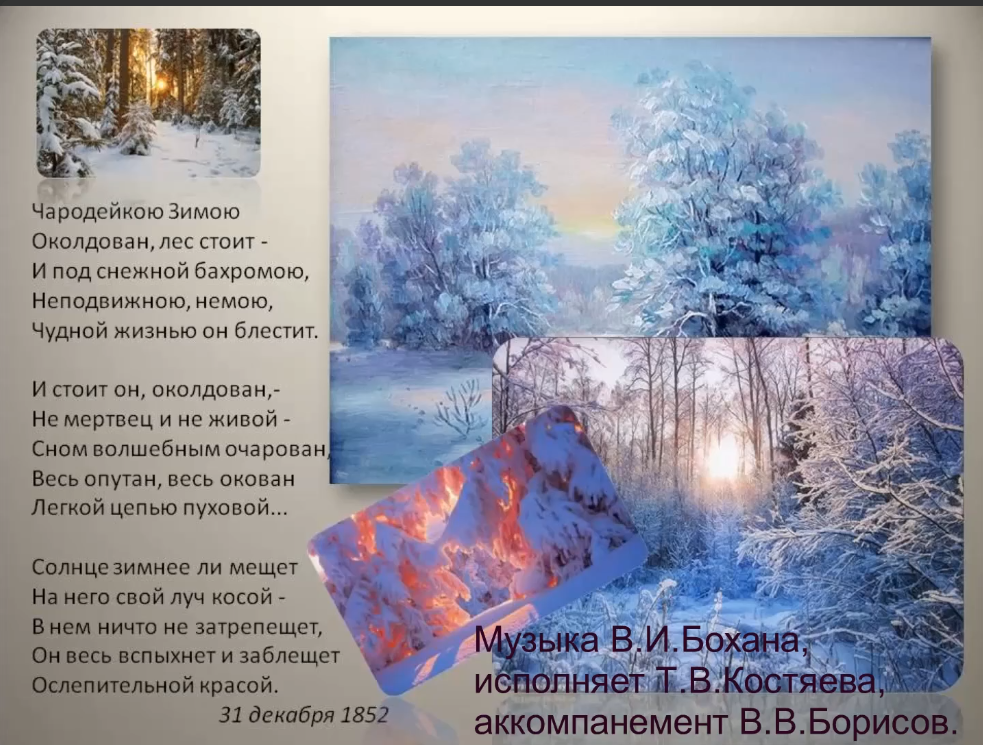 Чародейкою Зимою
Околдован, лес стоит -
И под снежной бахромою,
Неподвижною, немою,
Чудной жизнью он блестит.
И стоит он, околдован,-
Не мертвец и не живой -
Сном волшебным очарован,
Весь опутан, весь окован
Легкой цепью пуховой...
Солнце зимнее ли мещет
На него свой луч косой -
В нем ничто не затрепещет,
Он весь вспыхнет и заблещет
Ослепительной красой.
31 декабря 1852
Музыка В.И.Бохана,
исполняет Т.В.Костяева,
аккомпанемент В.В.Борисов.